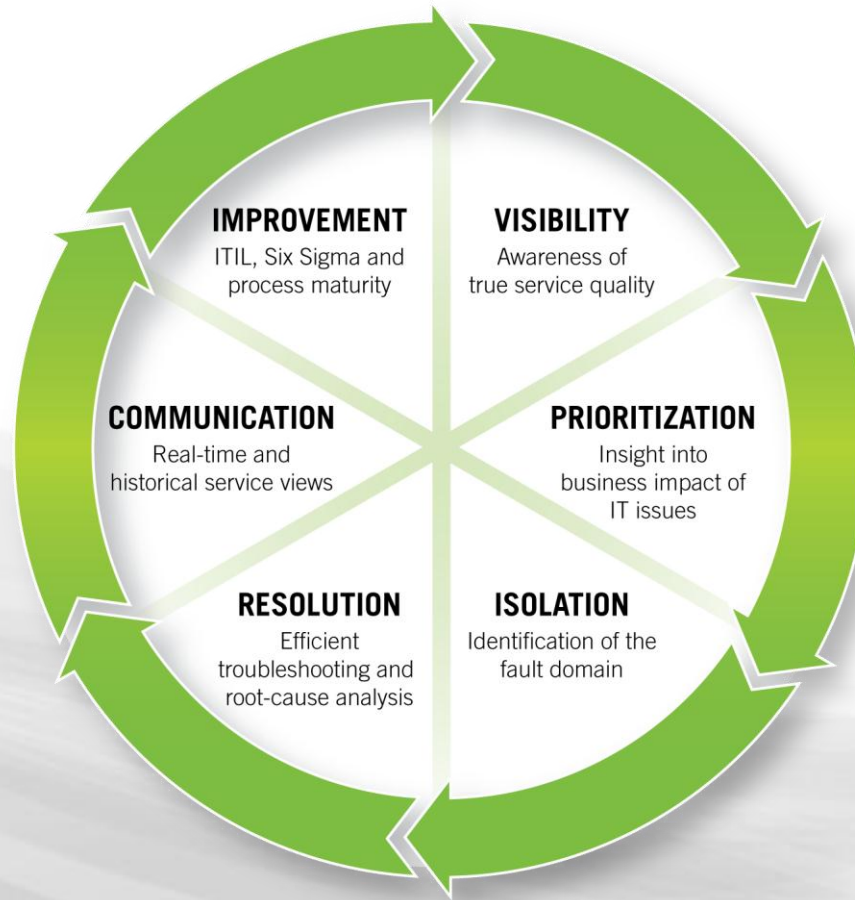 IMPROVEMENT
ITIL, Six Sigma and
process maturity
VISIBILITY
Awareness of
true service quality
COMMUNICATION
Real-time and
historical service views
PRIORITIZATION
Insight into
business impact of
IT issues
RESOLUTION
Efficient
troubleshooting and
root-cause analysis
ISOLATION
Identification of the
fault domain